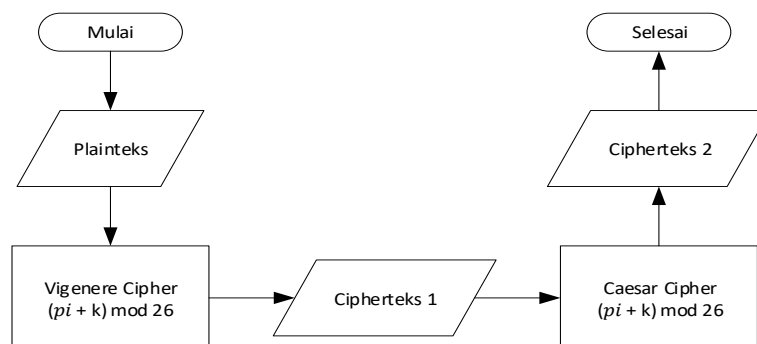 Mulai
Plainteks
Vigenere Cipher
(𝑝𝑖 + k) mod 26
Cipherteks 1
Caesar Cipher
(𝑝𝑖 + k) mod 26
Cipherteks 2
Selesai